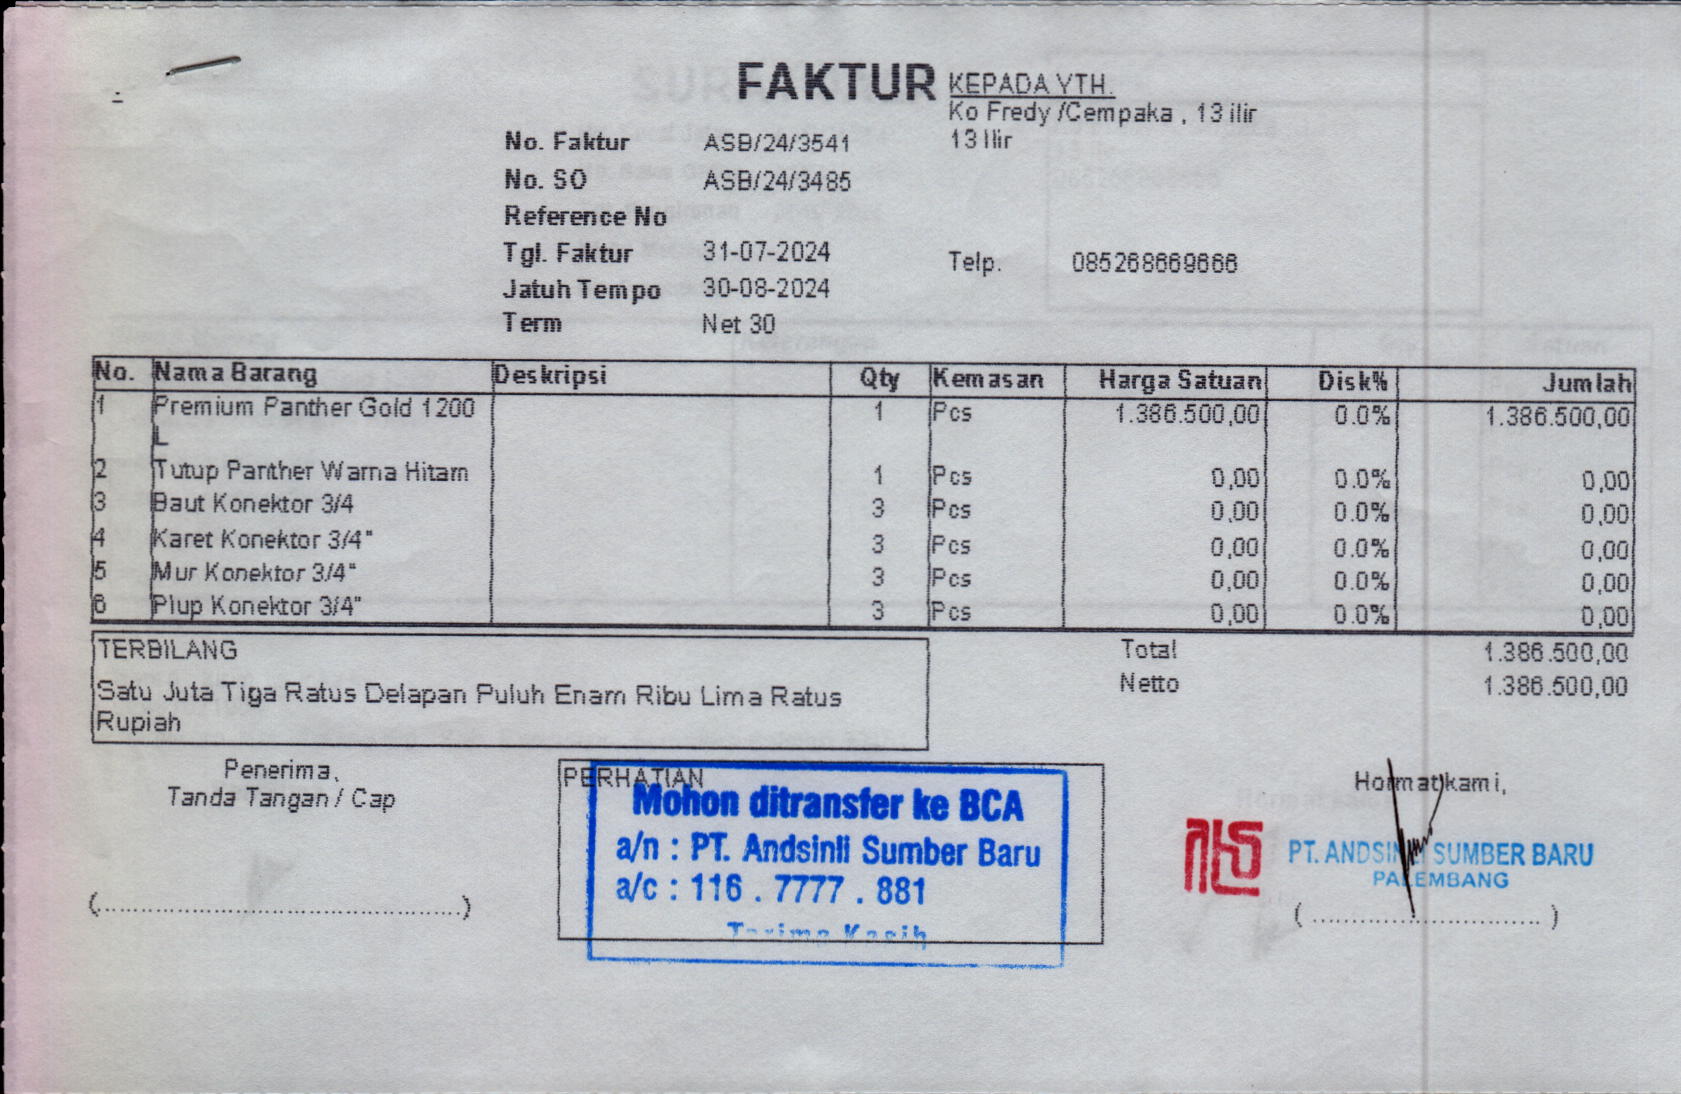 FAKTUR
KEPADA YTH.
Ko Fredy /Cempaka , 13 ilir
13 Ilir
No. Faktur ASB/24/3541
No. SO ASB/24/3485
Reference No
Tgl. Faktur 31-07-2024
Telp. 085268669666
Jatuh Tempo 30-08-2024
Term Net 30
No. Nama Barang Deskripsi Qty Kemasan Harga Satuan Disk% Jumlah
1 Premium Panther Gold 1200 1 Pcs 1.386.500,00 0.0% 1.386.500,00
L
2 Tutup Panther Warna Hitam 1 Pcs 0,00 0.0% 0,00
3 Baut Konektor 3/4 3 Pcs 0,00 0.0% 0,00
4 Karet Konektor 3/4" 3 Pcs 0,00 0.0% 0,00
5 Mur Konektor 3/4" 3 Pcs 0,00 0.0% 0,00
6 Plup Konektor 3/4" 3 Pcs 0,00 0.0% 0,00
TERBILANG
Satu Juta Tiga Ratus Delapan Puluh Enam Ribu Lima Ratus
Rupiah
Total 1.386.500,00
Netto 1.386.500,00
Penerima,
Tanda Tangan / Cap
(..............................................)
PERHATIAN
Mohon ditransfer ke BCA
a/n : PT. Andsinli Sumber Baru
a/c : 116 . 7777 . 881
Terima Kasih
Hormat kami,
PT. ANDSINLI SUMBER BARU
PALEMBANG
( .............................. )